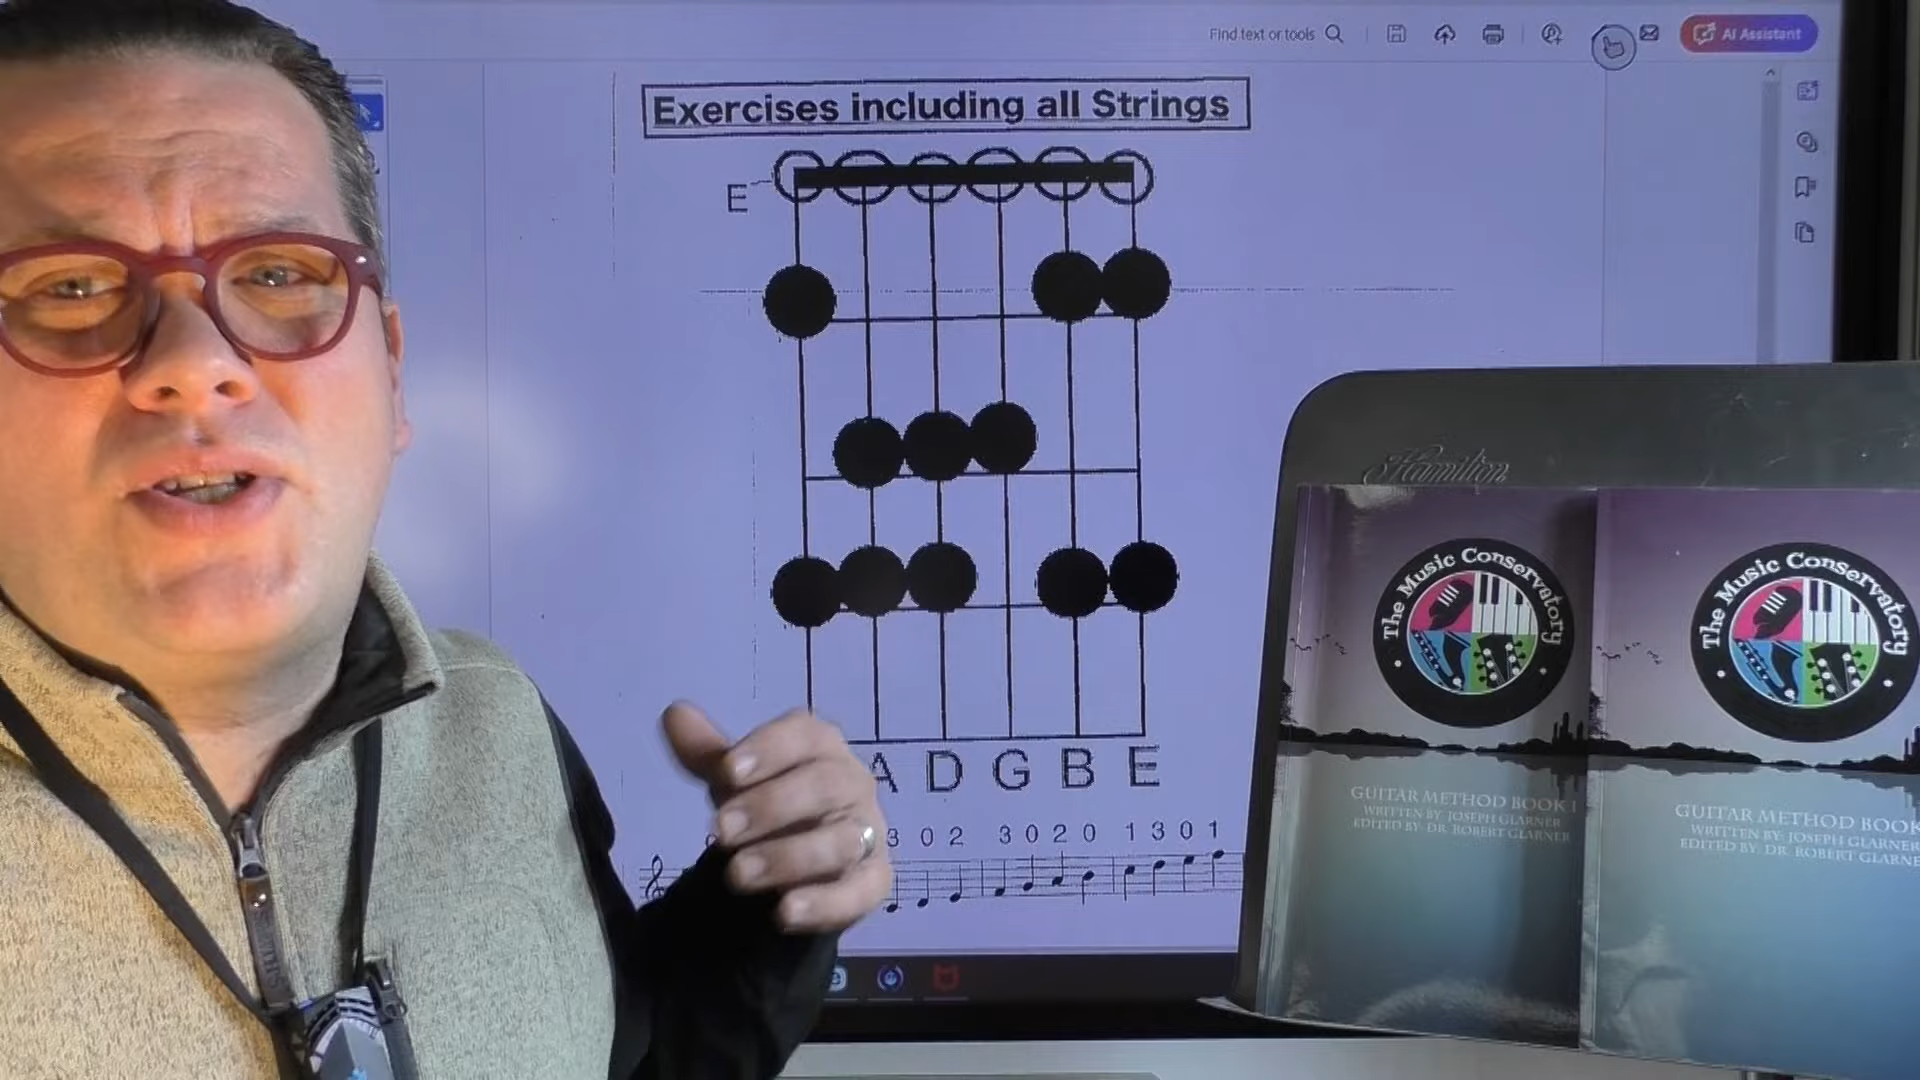 Find text or tools
AI Assistant
Exercises including all Strings
E
A D G B E
3 0 2 3 0 2 0 1 3 0 1
Hamilton
The Music Conservatory
GUITAR METHOD BOOK 1
WRITTEN BY: JOSEPH GLARNER
EDITED BY: DR. ROBERT GLARNER
The Music Conservatory
GUITAR METHOD BOOK
WRITTEN BY: JOSEPH GLARNER
EDITED BY: DR. ROBERT GLARNE